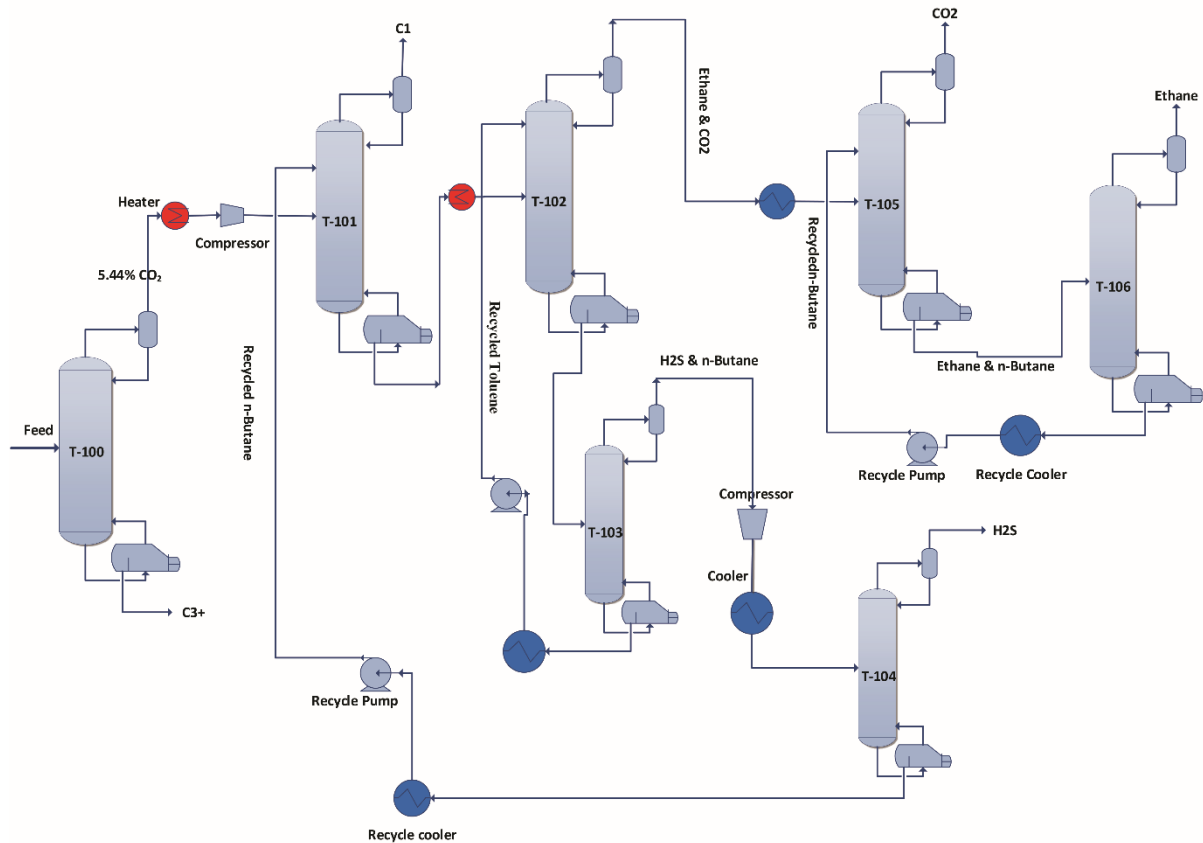 C1
CO2
Ethane & CO2
Ethane
T-102
T-105
Heater
T-101
Compressor
5.44% CO₂
Recycledn-Butane
T-106
Recycled n-Butane
Recycled Toluene
H2S & n-Butane
Ethane & n-Butane
Feed
T-100
Recycle Pump
Recycle Cooler
Compressor
T-103
H2S
Cooler
C3+
T-104
Recycle Pump
Recycle cooler